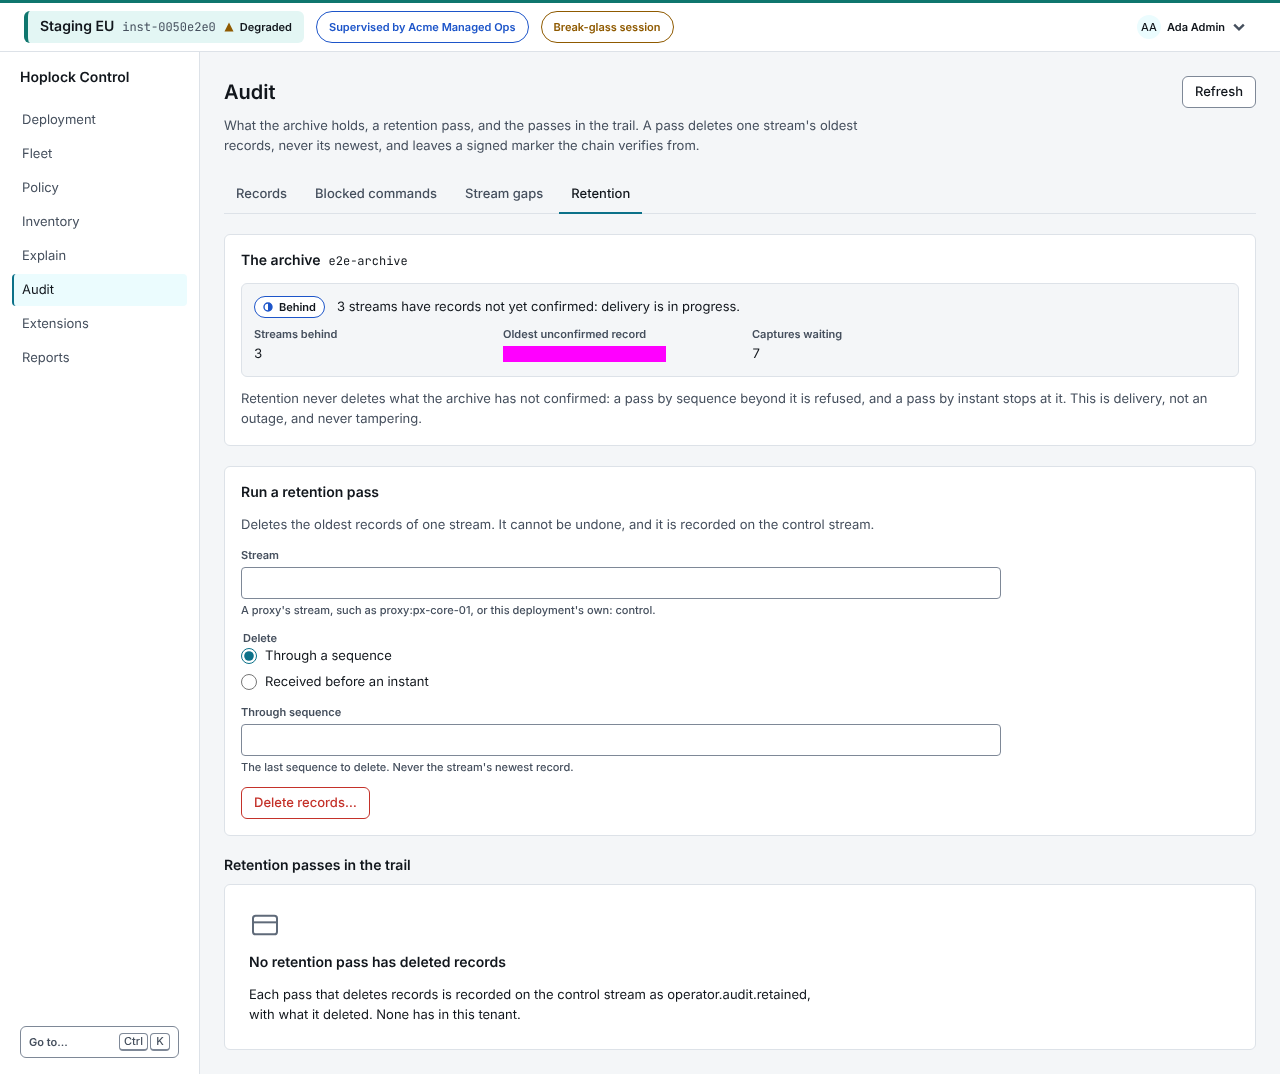 Staging EU inst-0050e2e0 Degraded
Supervised by Acme Managed Ops
Break-glass session
AA Ada Admin
Hoplock Control
Deployment
Fleet
Policy
Inventory
Explain
Audit
Extensions
Reports
Go to... Ctrl K
Audit
Refresh
What the archive holds, a retention pass, and the passes in the trail. A pass deletes one stream's oldest
records, never its newest, and leaves a signed marker the chain verifies from.
Records Blocked commands Stream gaps Retention
The archive e2e-archive
Behind 3 streams have records not yet confirmed: delivery is in progress.
Streams behind Oldest unconfirmed record Captures waiting
3 7
Retention never deletes what the archive has not confirmed: a pass by sequence beyond it is refused, and a pass by instant stops at it. This is delivery, not an
outage, and never tampering.
Run a retention pass
Deletes the oldest records of one stream. It cannot be undone, and it is recorded on the control stream.
Stream
A proxy's stream, such as proxy:px-core-01, or this deployment's own: control.
Delete
Through a sequence
Received before an instant
Through sequence
The last sequence to delete. Never the stream's newest record.
Delete records...
Retention passes in the trail
No retention pass has deleted records
Each pass that deletes records is recorded on the control stream as operator.audit.retained,
with what it deleted. None has in this tenant.